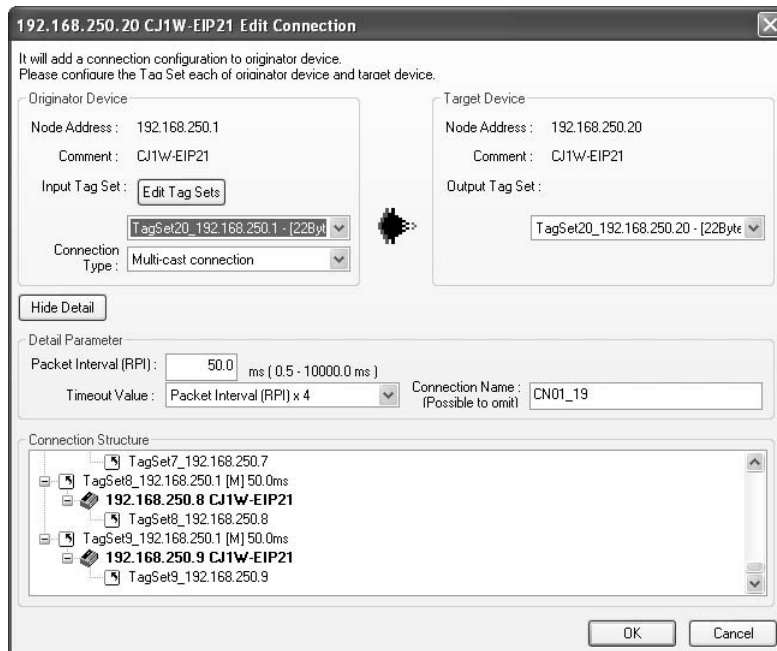 192.168.250.20 CJ1W-EIP21 Edit Connection
It will add a connection configuration to originator device.
Please configure the Tag Set each of originator device and target device.
Originator Device
Node Address : 192.168.250.1
Comment : CJ1W-EIP21
Input Tag Set : Edit Tag Sets
TagSet20_192.168.250.1 - [22Byt
Connection Type : Multi-cast connection
Target Device
Node Address : 192.168.250.20
Comment : CJ1W-EIP21
Output Tag Set :
TagSet20_192.168.250.20 - [22Byte
Hide Detail
Detail Parameter
Packet Interval (RPI) : 50.0 ms ( 0.5 - 10000.0 ms )
Timeout Value : Packet Interval (RPI) x 4
Connection Name : CN01_19
(Possible to omit)
Connection Structure
TagSet7_192.168.250.7
TagSet8_192.168.250.1 [M] 50.0ms
192.168.250.8 CJ1W-EIP21
TagSet8_192.168.250.8
TagSet9_192.168.250.1 [M] 50.0ms
192.168.250.9 CJ1W-EIP21
TagSet9_192.168.250.9
OK
Cancel